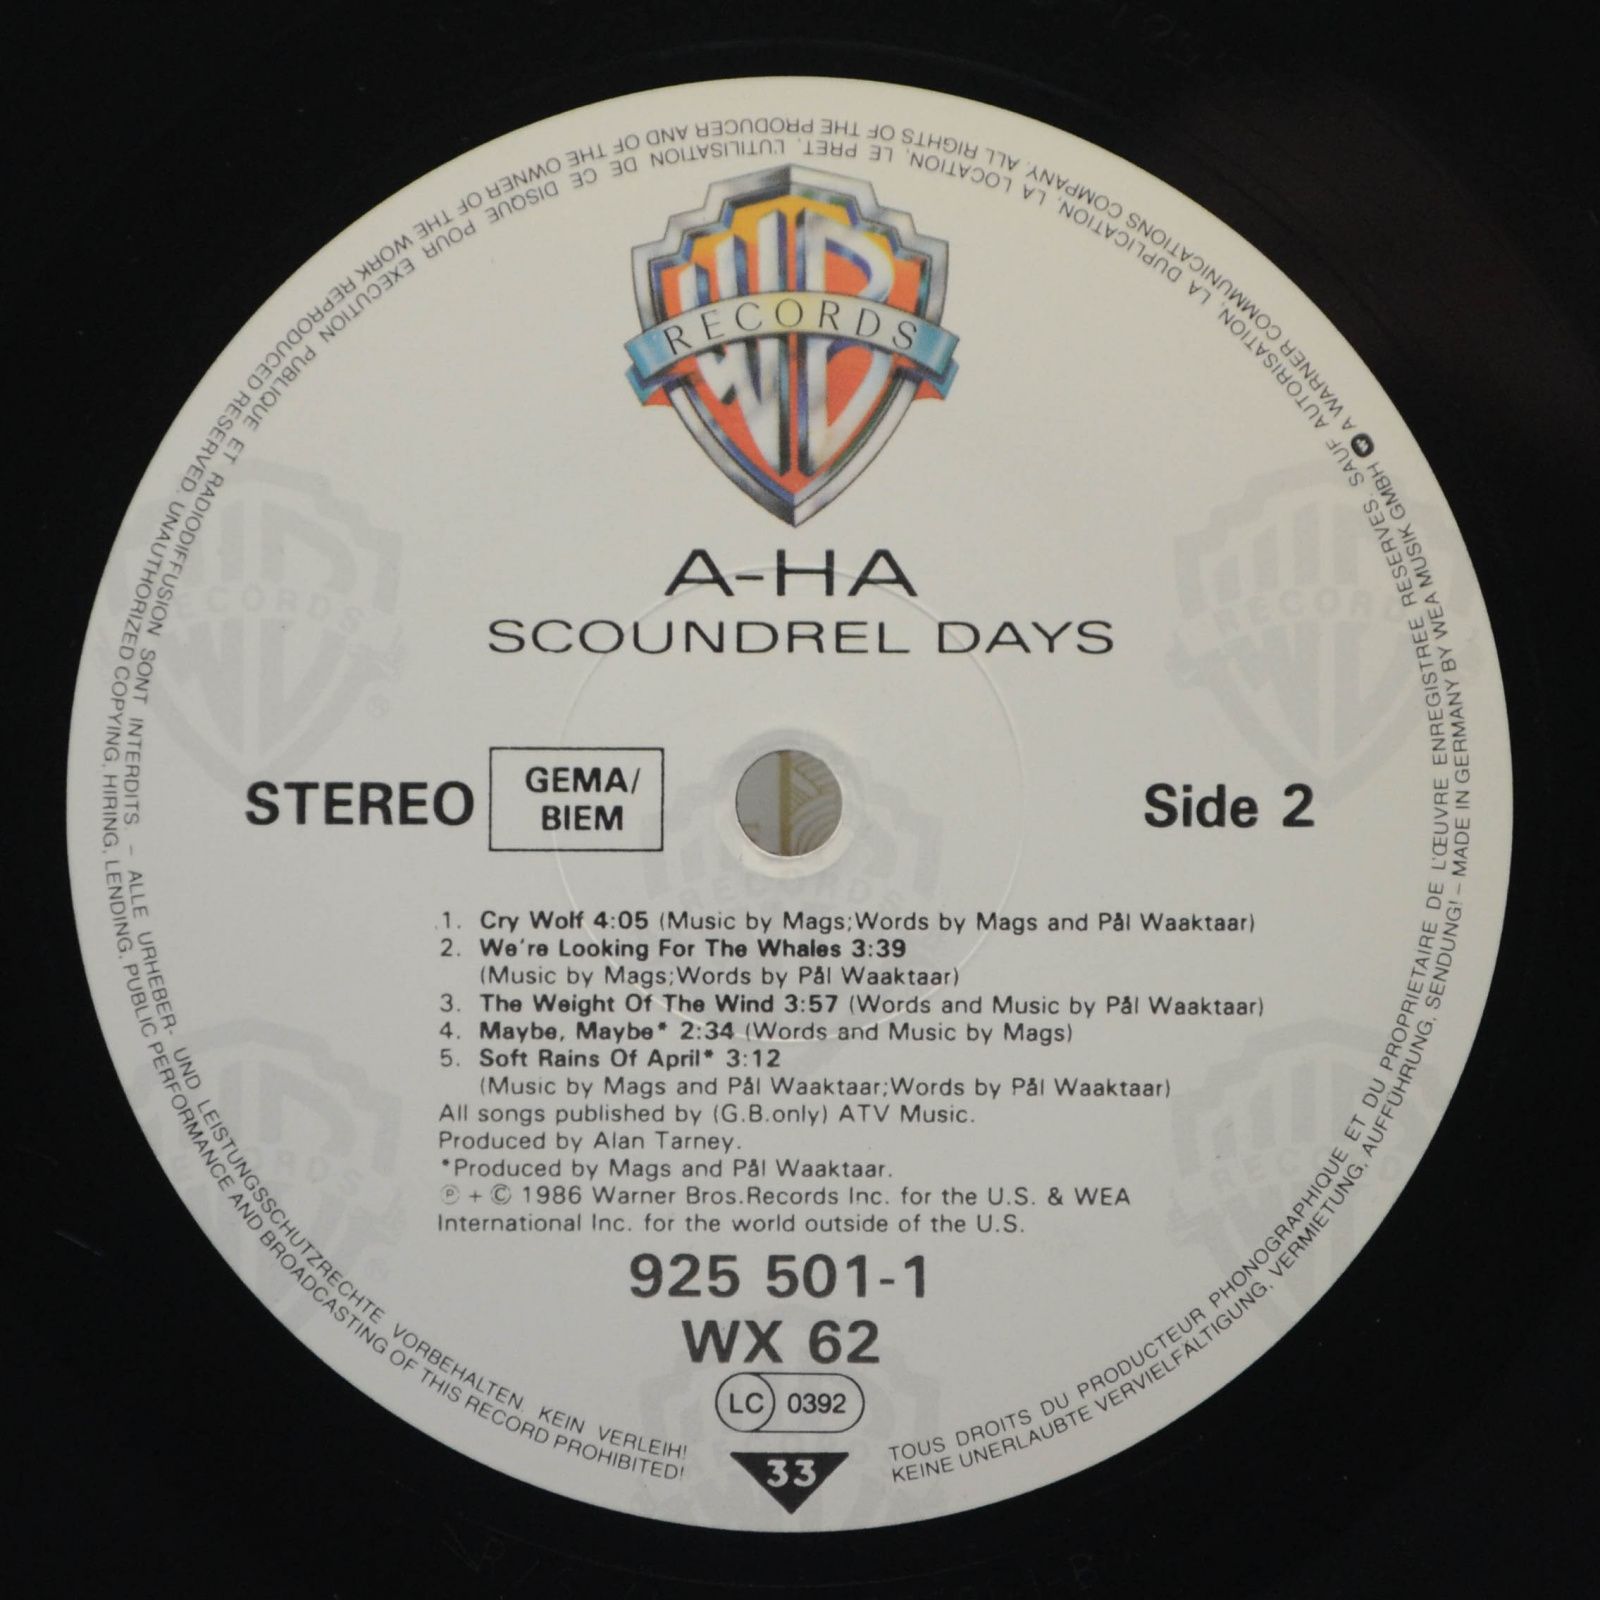 RECORDS
A-HA
SCOUNDREL DAYS
STEREO
GEMA/
BIEM
Side 2
1. Cry Wolf 4:05 (Music by Mags;Words by Mags and Pål Waaktaar)
2. We're Looking For The Whales 3:39
(Music by Mags;Words by Pål Waaktaar)
3. The Weight Of The Wind 3:57 (Words and Music by Pål Waaktaar)
4. Maybe, Maybe* 2:34 (Words and Music by Mags)
5. Soft Rains Of April* 3:12
(Music by Mags and Pål Waaktaar;Words by Pål Waaktaar)
All songs published by (G.B.only) ATV Music.
Produced by Alan Tarney.
*Produced by Mags and Pål Waaktaar.
℗ + © 1986 Warner Bros.Records Inc. for the U.S. & WEA
International Inc. for the world outside of the U.S.
925 501-1
WX 62
LC 0392
33
TOUS DROITS DU PRODUCTEUR PHONOGRAPHIQUE ET DU PROPRIETAIRE DE L'ŒUVRE ENREGISTREE RESERVES. SAUF AUTORISATION, LA DUPLICATION, LA LOCATION, LE PRET, L'UTILISATION DE CE DISQUE POUR EXECUTION PUBLIQUE ET RADIODIFFUSION SONT INTERDITS. – ALLE URHEBER- UND LEISTUNGSSCHUTZRECHTE VORBEHALTEN. KEIN VERLEIH!
KEINE UNERLAUBTE VERVIELFÄLTIGUNG, VERMIETUNG, AUFFÜHRUNG, SENDUNG! – MADE IN GERMANY BY WEA MUSIK GMBH A WARNER COMMUNICATIONS COMPANY. ALL RIGHTS OF THE PRODUCER AND OF THE OWNER OF THE WORK REPRODUCED RESERVED. UNAUTHORIZED COPYING, HIRING, LENDING, PUBLIC PERFORMANCE AND BROADCASTING OF THIS RECORD PROHIBITED!